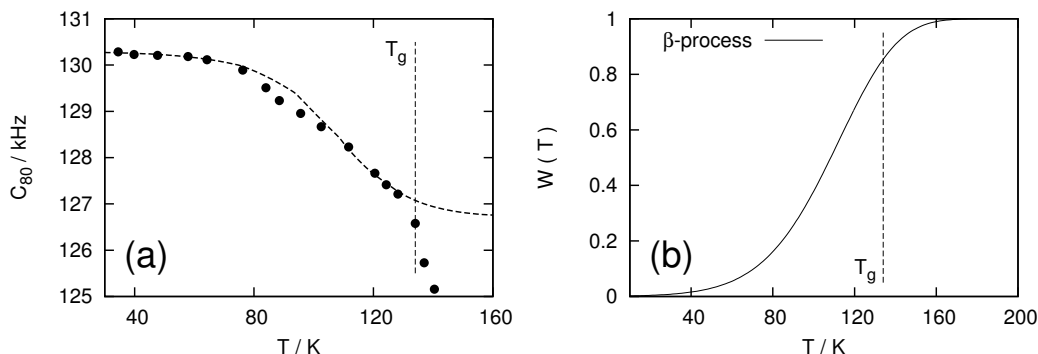 131
130
129
128
127
126
125
C80 / kHz
Tg
(a)
40
80
120
160
T / K
1
0.8
0.6
0.4
0.2
0
W ( T )
β-process
Tg
(b)
40
80
120
160
200
T / K